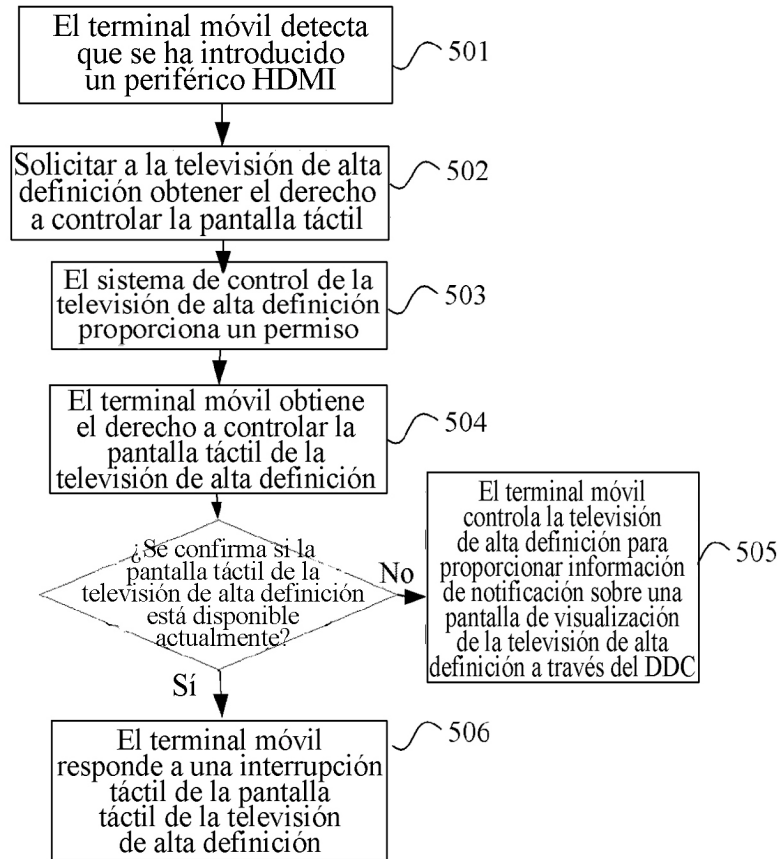 El terminal móvil detecta
que se ha introducido
un periférico HDMI
501
Solicitar a la televisión de alta
definición obtener el derecho
a controlar la pantalla táctil
502
El sistema de control de la
televisión de alta definición
proporciona un permiso
503
El terminal móvil obtiene
el derecho a controlar la
pantalla táctil de la
televisión de alta definición
504
¿Se confirma si la
pantalla táctil de la
televisión de alta definición
está disponible
actualmente?
No
El terminal móvil
controla la televisión
de alta definición para
proporcionar información
de notificación sobre una
pantalla de visualización
de la televisión de alta
definición a través del DDC
505
Sí
El terminal móvil
responde a una interrupción
táctil de la pantalla
táctil de la televisión
de alta definición
506